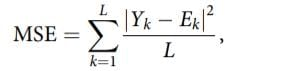 MSE = \sum_{k=1}^{L} \frac{|Y_k - E_k|^2}{L},